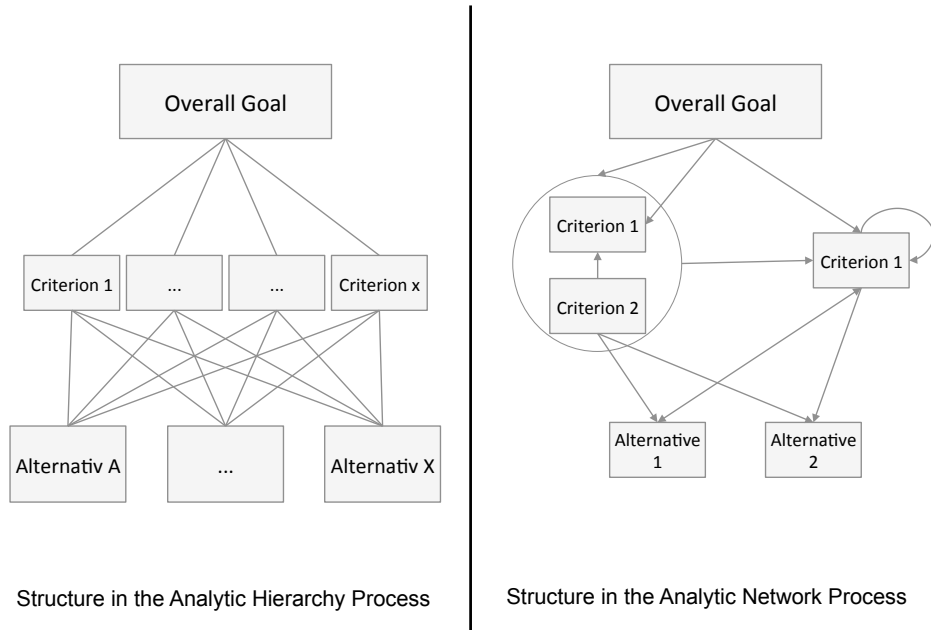 Overall Goal
Criterion 1
...
...
Criterion x
Alternativ A
...
Alternativ X
Structure in the Analytic Hierarchy Process
Overall Goal
Criterion 1
Criterion 1
Criterion 2
Alternative
1
Alternative
2
Structure in the Analytic Network Process